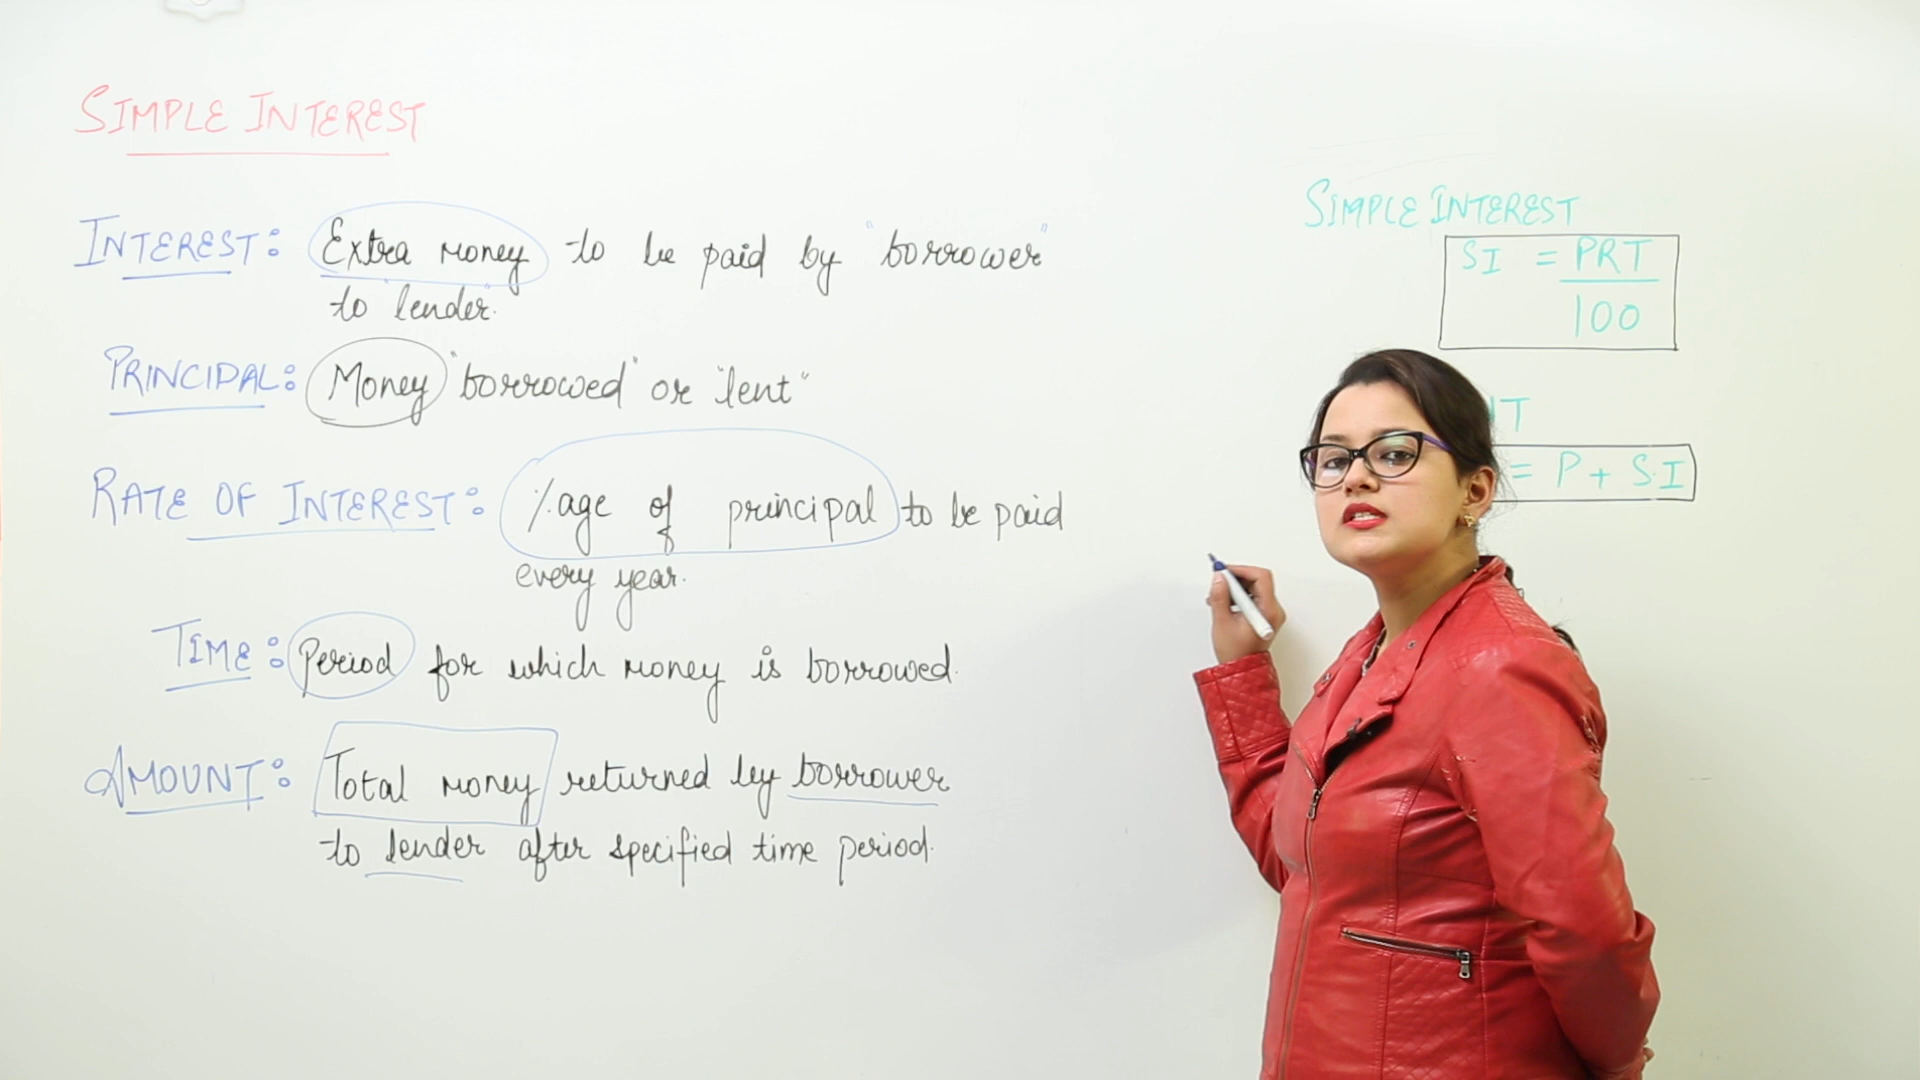 SIMPLE INTEREST
INTEREST: Extra money to be paid by "borrower"
to "lender".
PRINCIPAL: Money "borrowed" or "lent"
RATE OF INTEREST: %age of principal to be paid
every year.
TIME: Period for which money is borrowed.
AMOUNT: Total money returned by borrower
to lender after specified time period.
SIMPLE INTEREST
SI = PRT
100
NT
= P + S.I